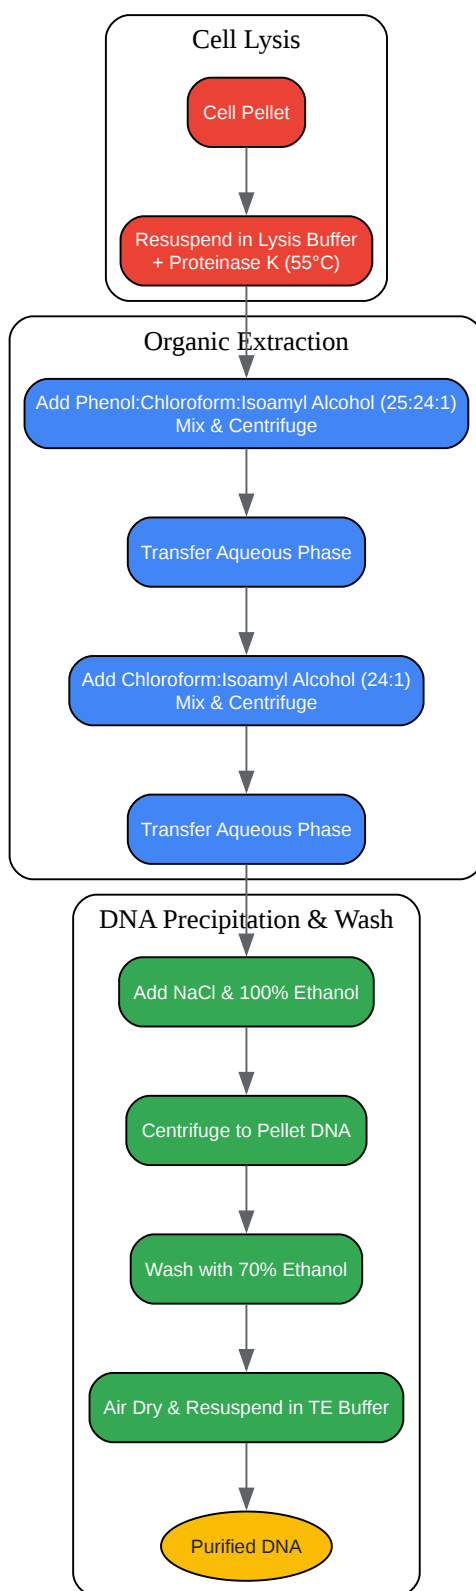 Cell Lysis
Cell Pellet
Resuspend in Lysis Buffer
+ Proteinase K (55°C)
Organic Extraction
Add Phenol:Chloroform:Isoamyl Alcohol (25:24:1)
Mix & Centrifuge
Transfer Aqueous Phase
Add Chloroform:Isoamyl Alcohol (24:1)
Mix & Centrifuge
Transfer Aqueous Phase
DNA Precipitation & Wash
Add NaCl & 100% Ethanol
Centrifuge to Pellet DNA
Wash with 70% Ethanol
Air Dry & Resuspend in TE Buffer
Purified DNA